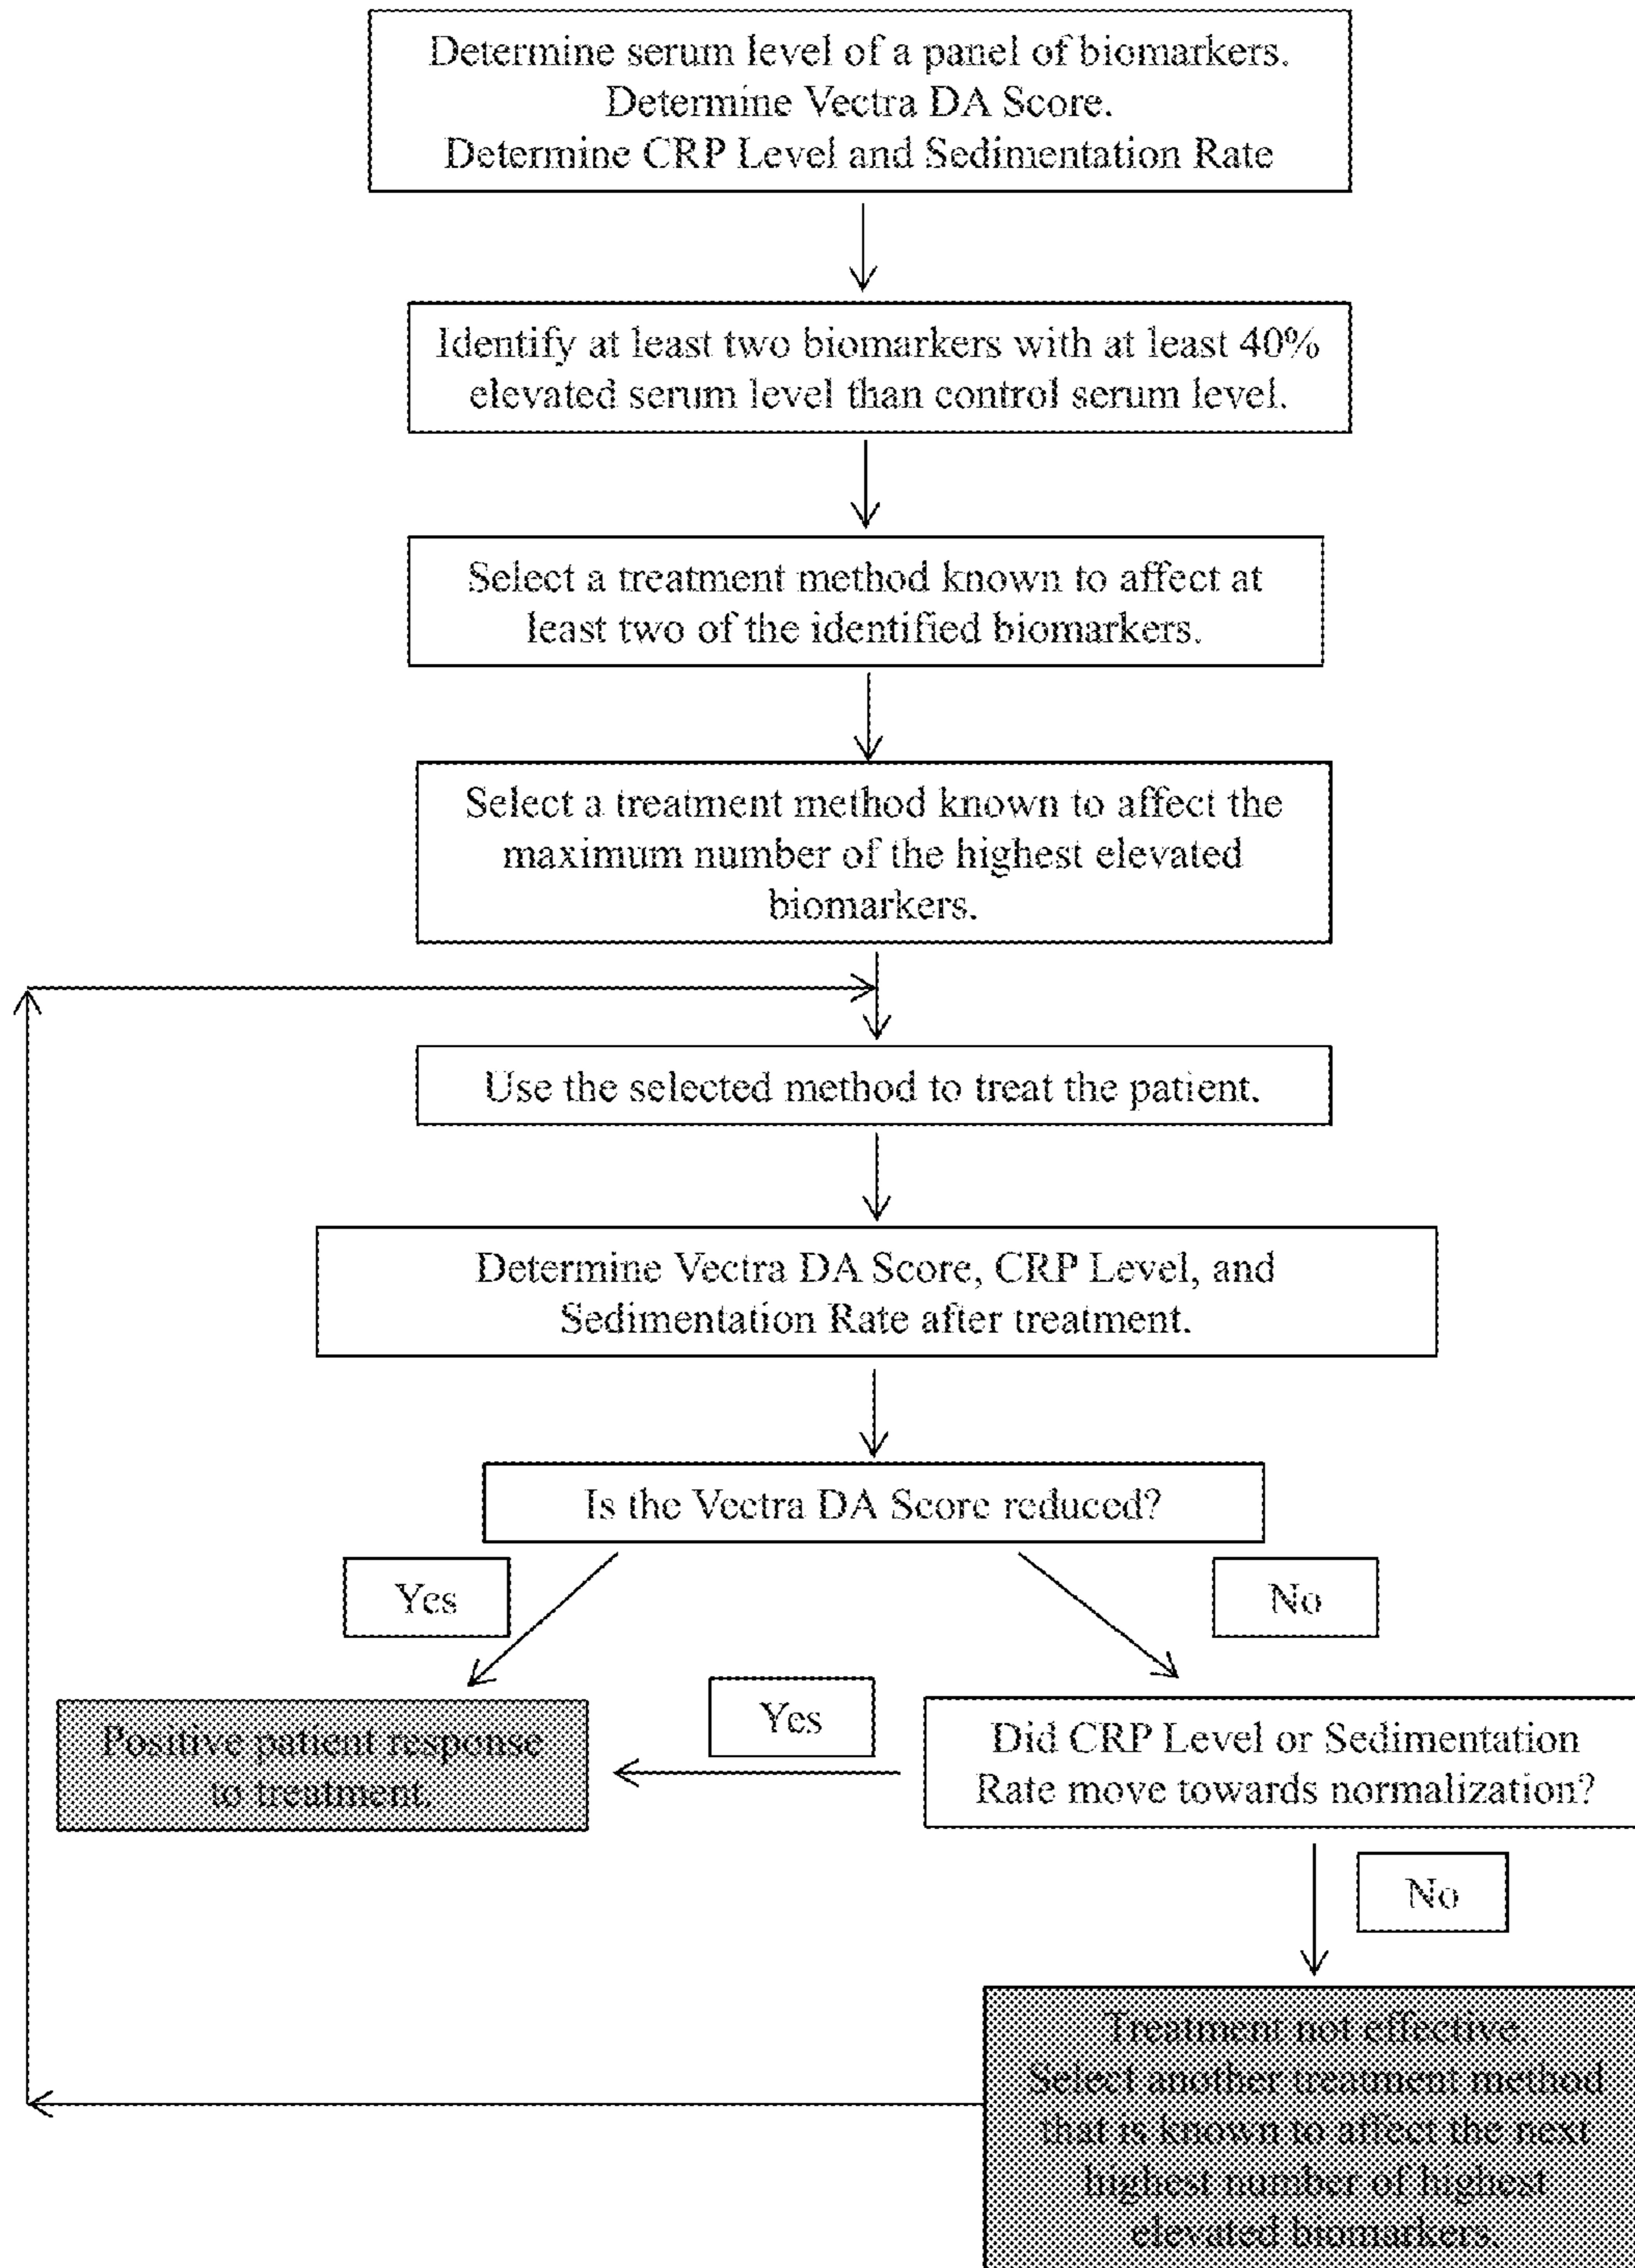 Determine serum level of a panel of biomarkers.
Determine Vectra DA Score.
Determine CRP Level and Sedimentation Rate
Identify at least two biomarkers with at least 40%
elevated serum level than control serum level.
Select a treatment method known to affect at
least two of the identified biomarkers.
Select a treatment method known to affect the
maximum number of the highest elevated
biomarkers.
Use the selected method to treat the patient.
Determine Vectra DA Score, CRP Level, and
Sedimentation Rate after treatment.
Is the Vectra DA Score reduced?
Yes
No
Positive patient response
to treatment.
Yes
Did CRP Level or Sedimentation
Rate move towards normalization?
No
Treatment not effective.
Select another treatment method
that is known to affect the next
highest number of highest
elevated biomarkers.